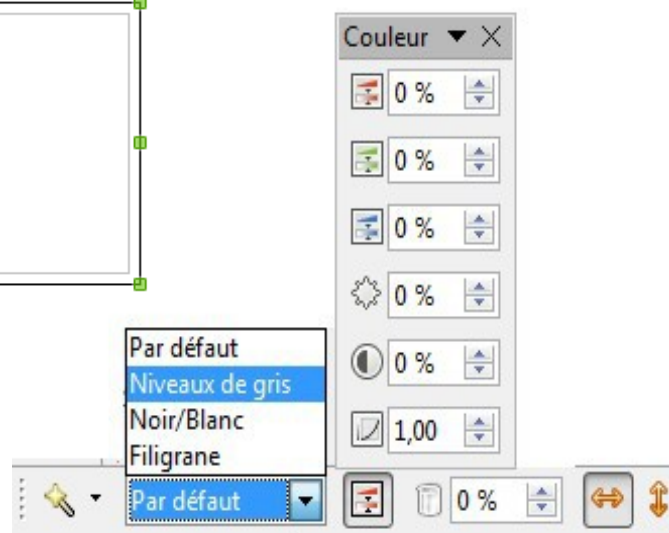 Couleur
0 %
0 %
0 %
0 %
0 %
1,00
Par défaut
Niveaux de gris
Noir/Blanc
Filigrane
Par défaut
0 %